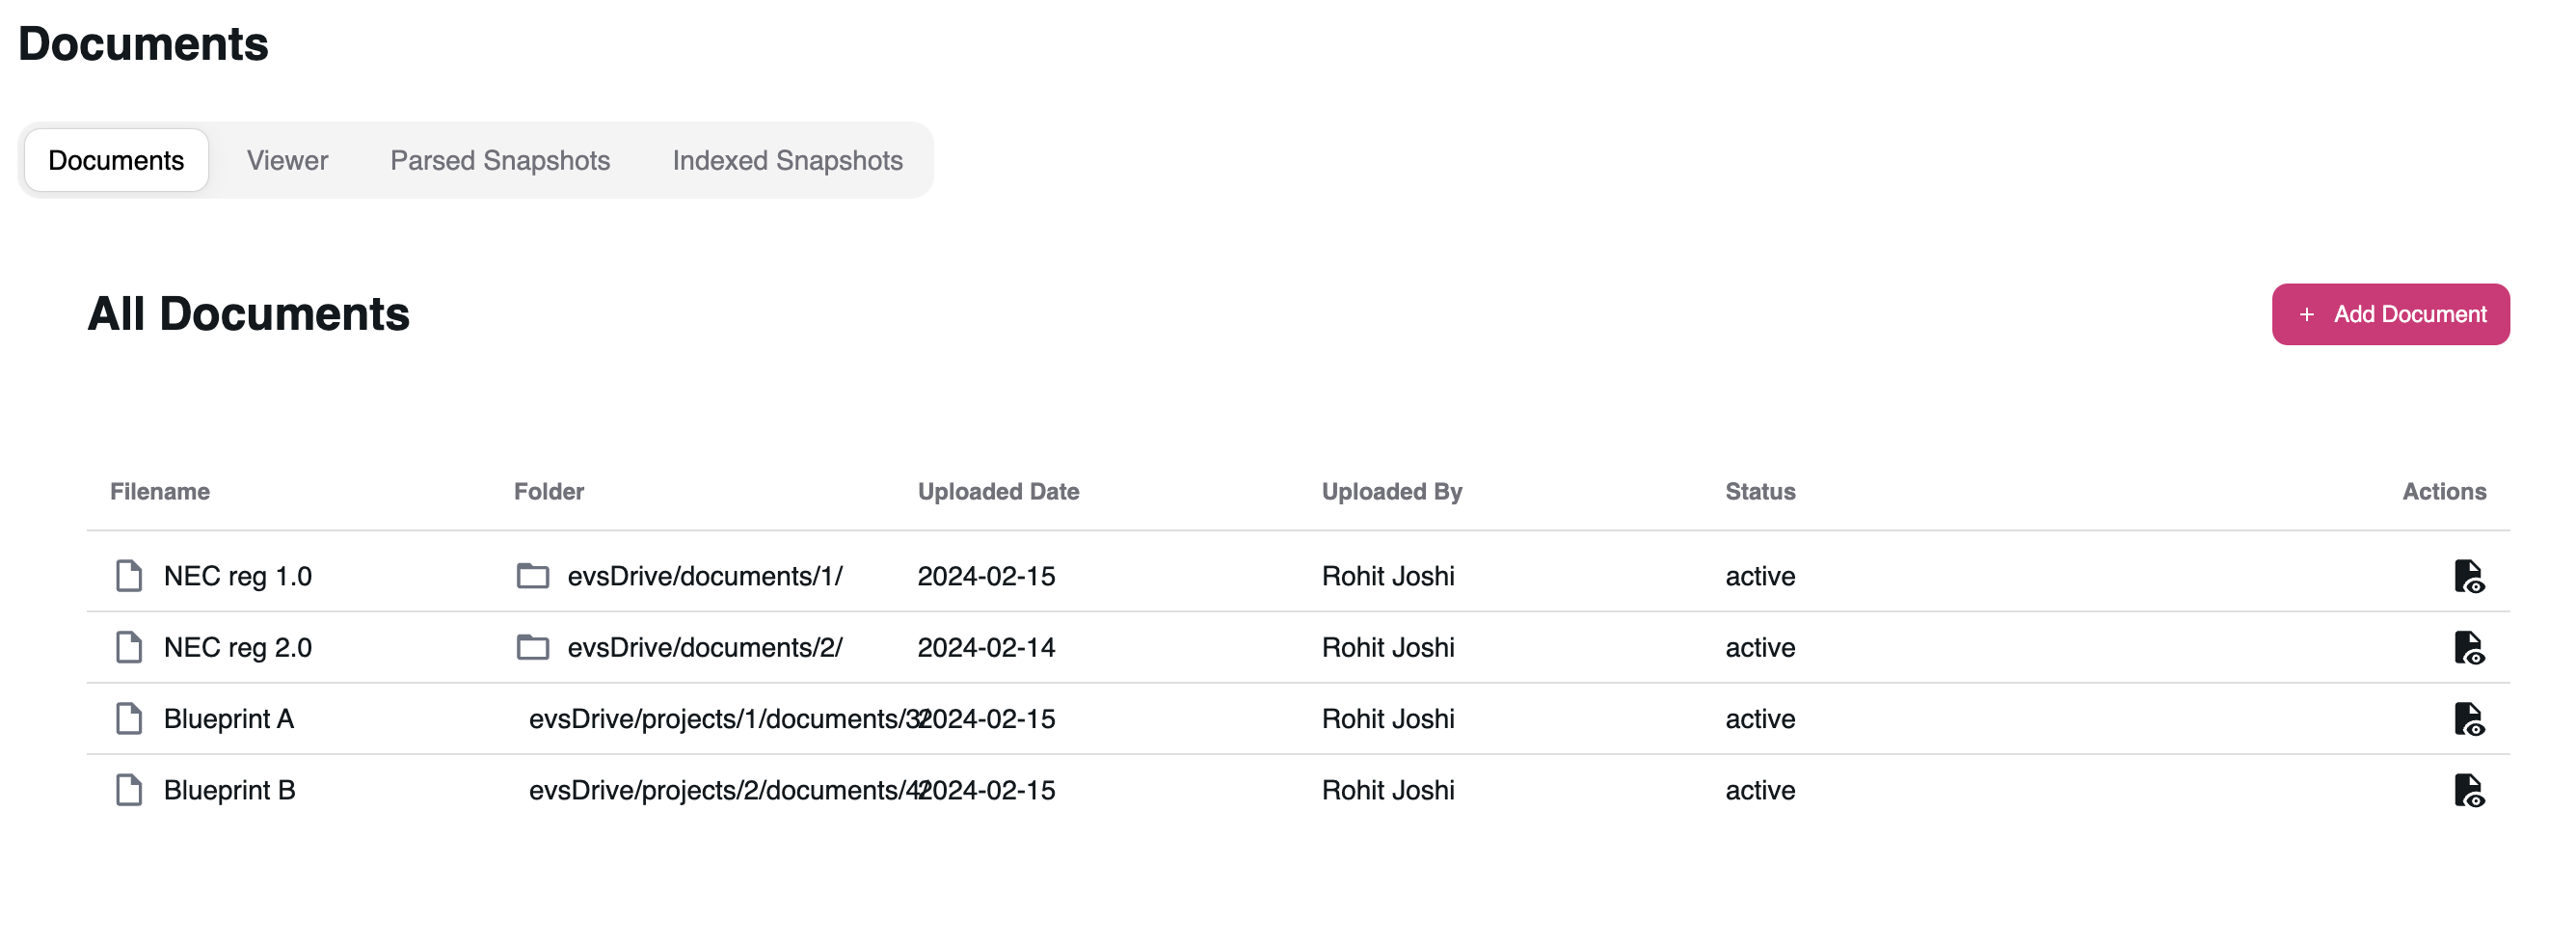 Documents
Documents Viewer Parsed Snapshots Indexed Snapshots
All Documents + Add Document
Filename Folder Uploaded Date Uploaded By Status Actions
NEC reg 1.0 evsDrive/documents/1/ 2024-02-15 Rohit Joshi active
NEC reg 2.0 evsDrive/documents/2/ 2024-02-14 Rohit Joshi active
Blueprint A evsDrive/projects/1/documents/3/ 2024-02-15 Rohit Joshi active
Blueprint B evsDrive/projects/2/documents/4/ 2024-02-15 Rohit Joshi active